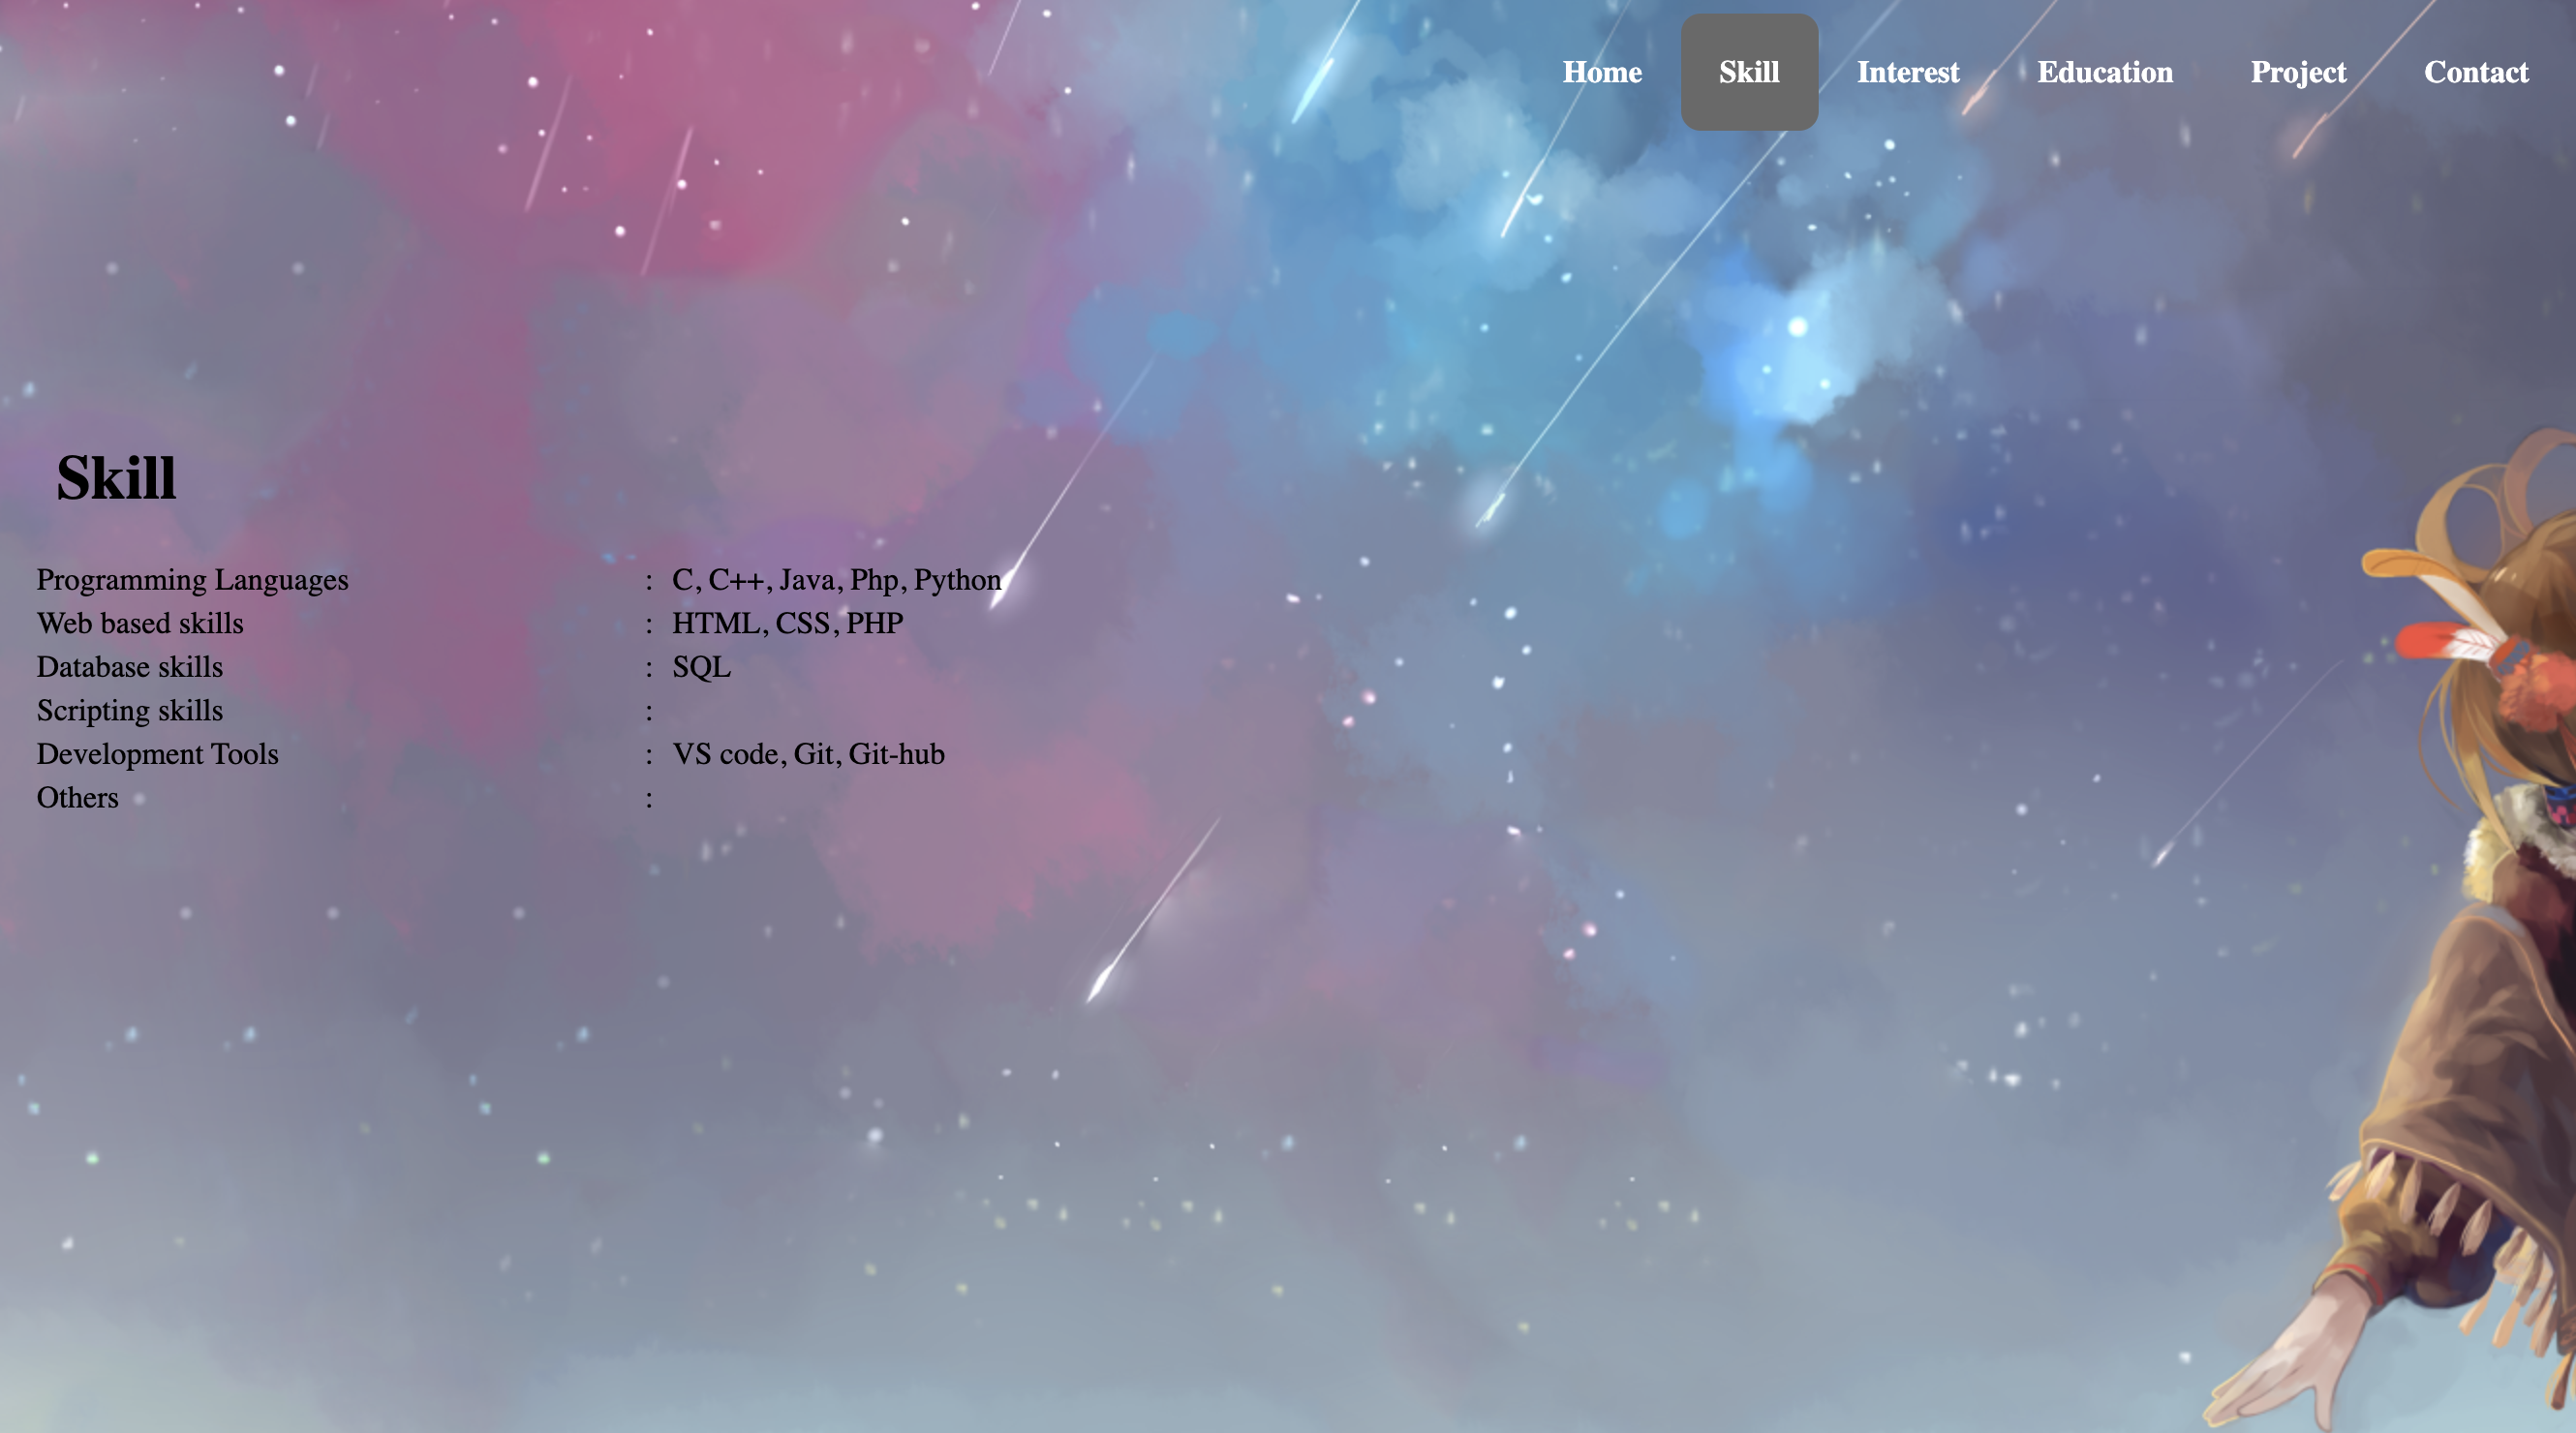 Home Skill Interest Education Project Contact
Skill
Programming Languages : C, C++, Java, Php, Python
Web based skills : HTML, CSS, PHP
Database skills : SQL
Scripting skills :
Development Tools : VS code, Git, Git-hub
Others :